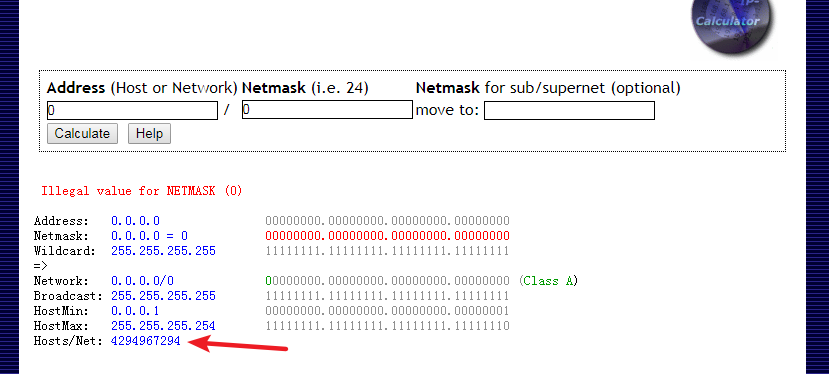 IP-
Calculator
Address (Host or Network) Netmask (i.e. 24) Netmask for sub/supernet (optional)
0 / 0 move to:
Calculate Help
Illegal value for NETMASK (0)
Address: 0.0.0.0 00000000.00000000.00000000.00000000
Netmask: 0.0.0.0 = 0 00000000.00000000.00000000.00000000
Wildcard: 255.255.255.255 11111111.11111111.11111111.11111111
=>
Network: 0.0.0.0/0 00000000.00000000.00000000.00000000 (Class A)
Broadcast: 255.255.255.255 11111111.11111111.11111111.11111111
HostMin: 0.0.0.1 00000000.00000000.00000000.00000001
HostMax: 255.255.255.254 11111111.11111111.11111111.11111110
Hosts/Net: 4294967294